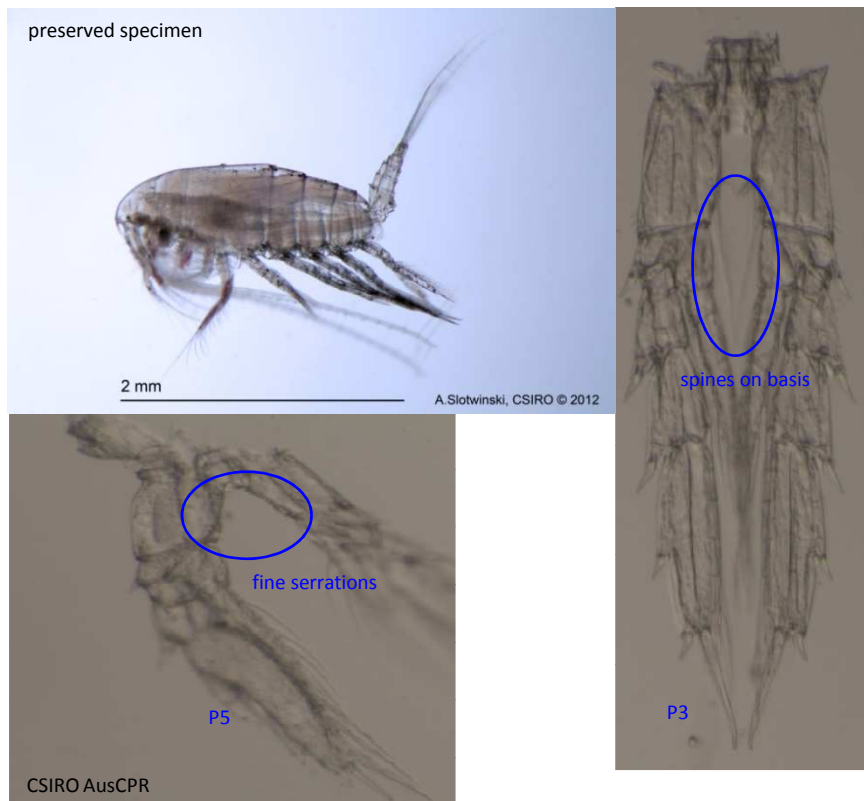 preserved specimen
2 mm
A.Slotwinski, CSIRO © 2012
spines on basis
fine serrations
P5
P3
CSIRO AusCPR